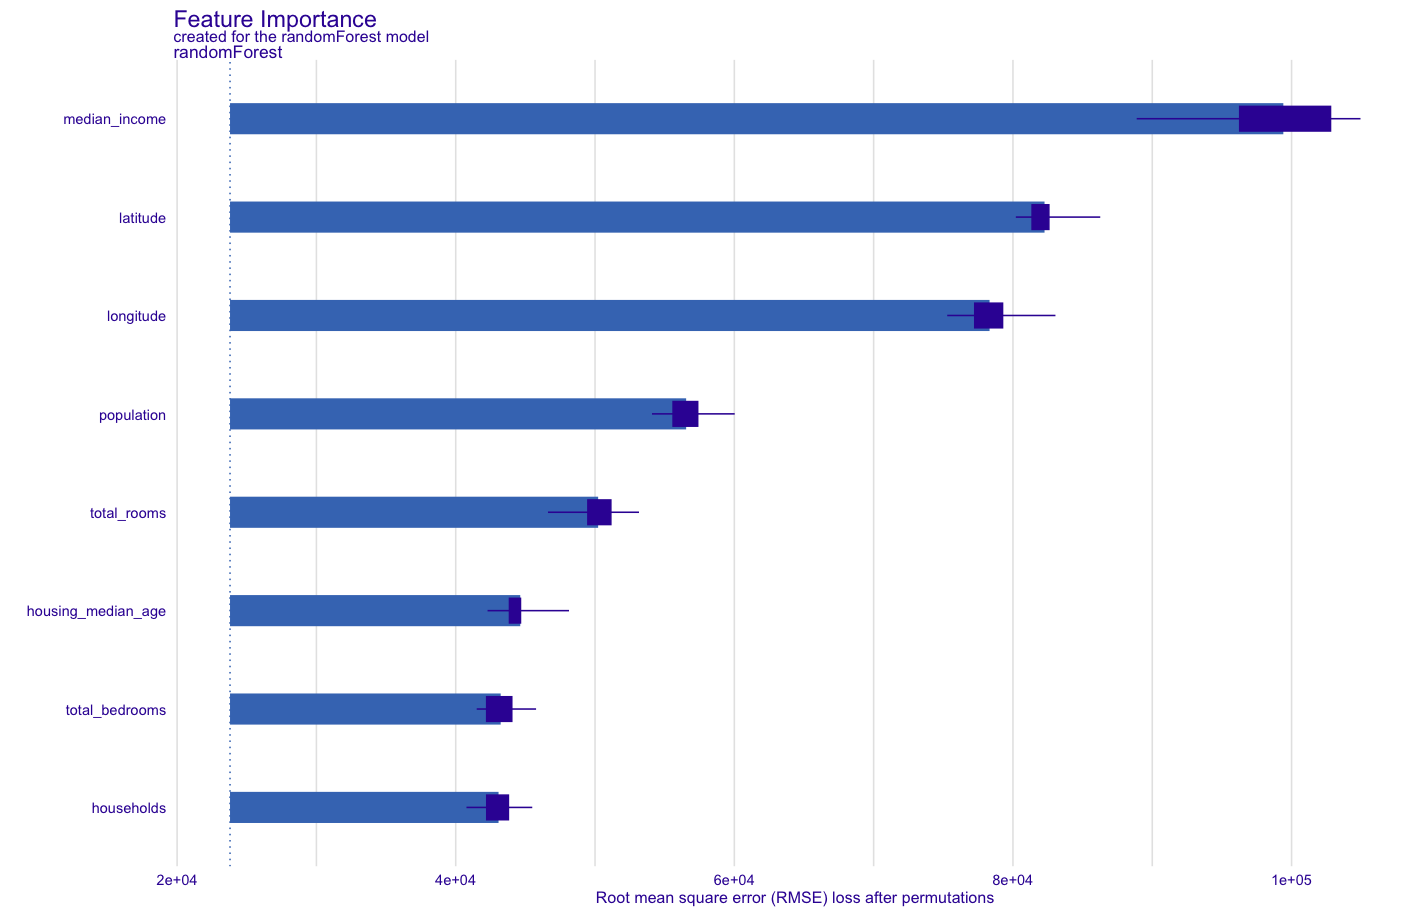 Feature Importance
created for the randomForest model
randomForest
median_income
latitude
longitude
population
total_rooms
housing_median_age
total_bedrooms
households
2e+04 4e+04 6e+04 8e+04 1e+05
Root mean square error (RMSE) loss after permutations